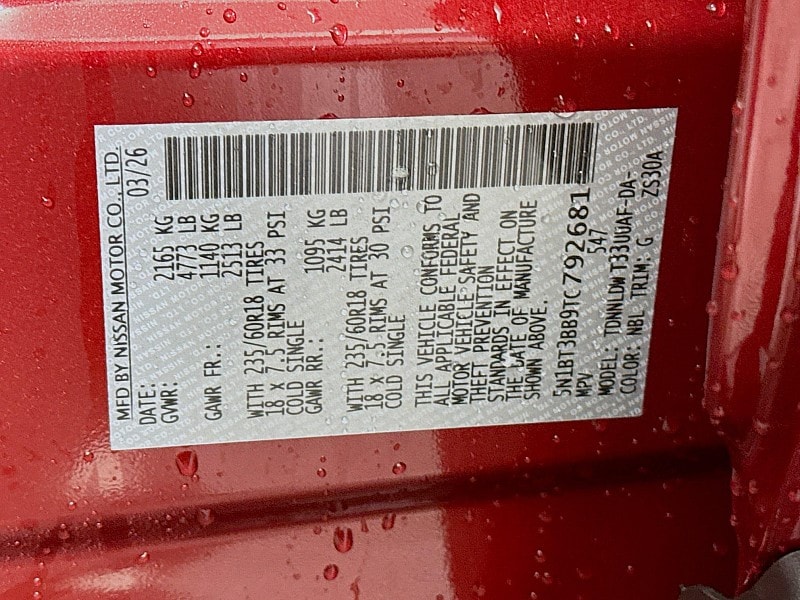 MFD BY NISSAN MOTOR CO., LTD.
DATE: 03/26
GVWR: 2165 KG
4773 LB
GAWR FR.: 1140 KG
2513 LB
WITH 235/60R18 TIRES
18 X 7.5 RIMS AT 33 PSI
COLD SINGLE
GAWR RR.: 1095 KG
2414 LB
WITH 235/60R18 TIRES
18 X 7.5 RIMS AT 30 PSI
COLD SINGLE
THIS VEHICLE CONFORMS TO
ALL APPLICABLE FEDERAL
MOTOR VEHICLE SAFETY AND
THEFT PREVENTION
STANDARDS IN EFFECT ON
THE DATE OF MANUFACTURE
SHOWN ABOVE.
5N1BT3BB9TC792681
MPV 547
MODEL: TDNNLDW T33UUAF-DA-
COLOR: NBL TRIM: G ZS30A